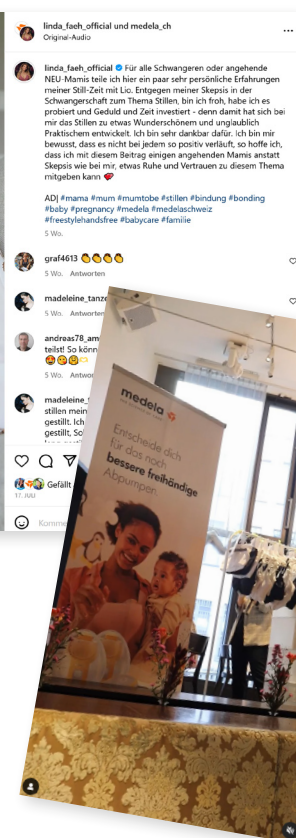 linda_faeh_official und medela_ch
Original-Audio
linda_faeh_official Für alle Schwangeren oder angehende
NEU-Mamis teile ich hier ein paar sehr persönliche Erfahrungen
meiner Still-Zeit mit Lio. Entgegen meiner Skepsis in der
Schwangerschaft zum Thema Stillen, bin ich froh, habe ich es
probiert und Geduld und Zeit investiert - denn damit hat sich bei
mir das Stillen zu etwas Wunderschönem und unglaublich
Praktischem entwickelt. Ich bin sehr dankbar dafür. Ich bin mir
bewusst, dass es nicht bei jedem so positiv verläuft, so hoffe ich,
dass ich mit diesem Beitrag einigen angehenden Mamis anstatt
Skepsis wie bei mir, etwas Ruhe und Vertrauen zu diesem Thema
mitgeben kann
AD| #mama #mum #mumtobe #stillen #bindung #bonding
#baby #pregnancy #medela #medelaschweiz
#freestylehandsfree #babycare #familie
5 Wo.
graf4613
5 Wo. Antworten
madeleine_tanze
5 Wo. Antworten
andreas78_am
teilst! So könn
5 Wo. Antwor
madeleine_t
stillen mein
gestillt. Ich
gestillt, So
Gefällt
17. JULI
Komme
medela
Entscheide dich
für das noch
bessere freihändige
Abpumpen.